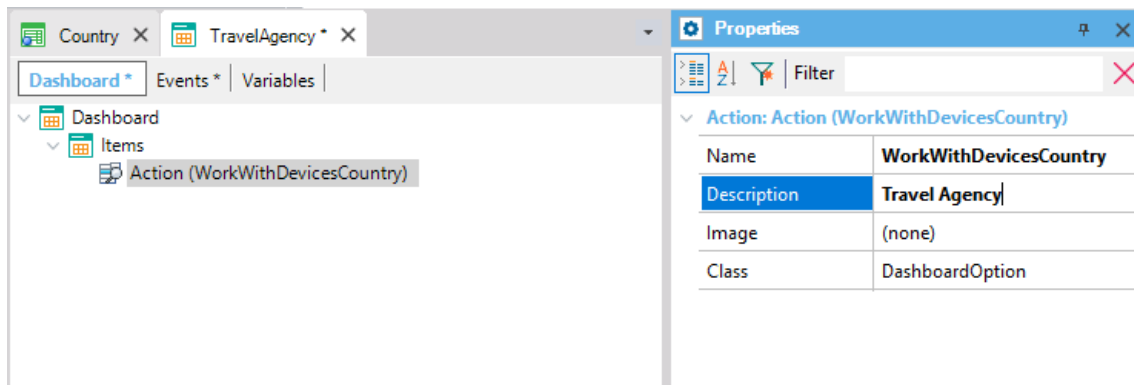 Country
TravelAgency *
Properties
Dashboard *
Events *
Variables
Filter
Dashboard
Items
Action (WorkWithDevicesCountry)
Action: Action (WorkWithDevicesCountry)
Name WorkWithDevicesCountry
Description Travel Agency
Image (none)
Class DashboardOption